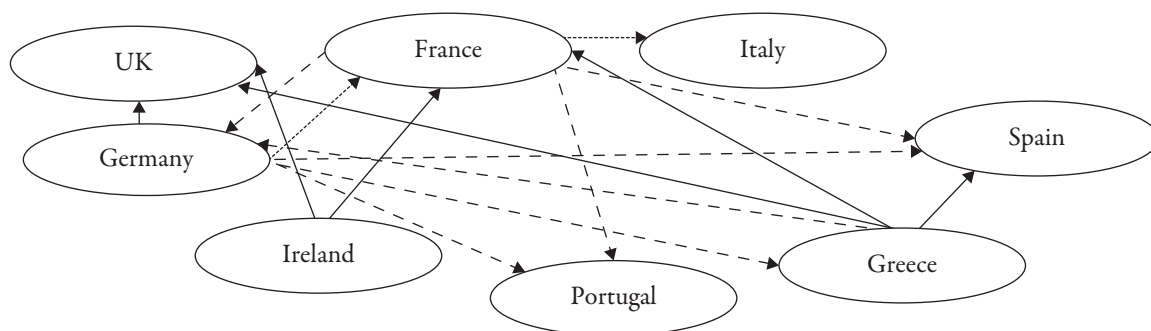 UK
France
Italy
Germany
Spain
Ireland
Greece
Portugal